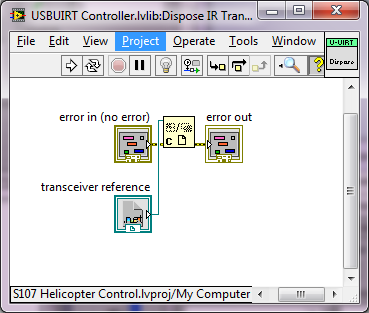 USBUIRT Controller.lvlib:Dispose IR Tran...
File Edit View Project Operate Tools Window
U-UIRT
Dispose
?
error in (no error)
error out
?!
C
transceiver reference
.net
S107 Helicopter Control.lvproj/My Computer